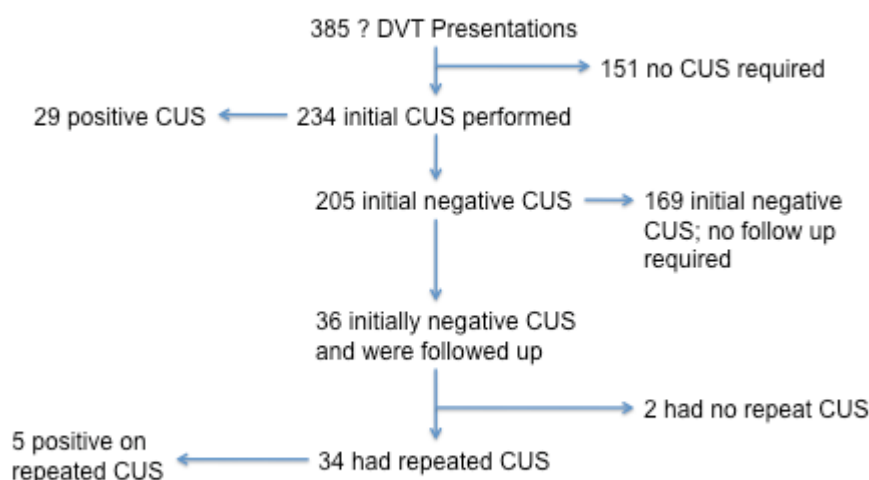 385 ? DVT Presentations
151 no CUS required
29 positive CUS
234 initial CUS performed
205 initial negative CUS
169 initial negative
CUS; no follow up
required
36 initially negative CUS
and were followed up
2 had no repeat CUS
5 positive on
repeated CUS
34 had repeated CUS